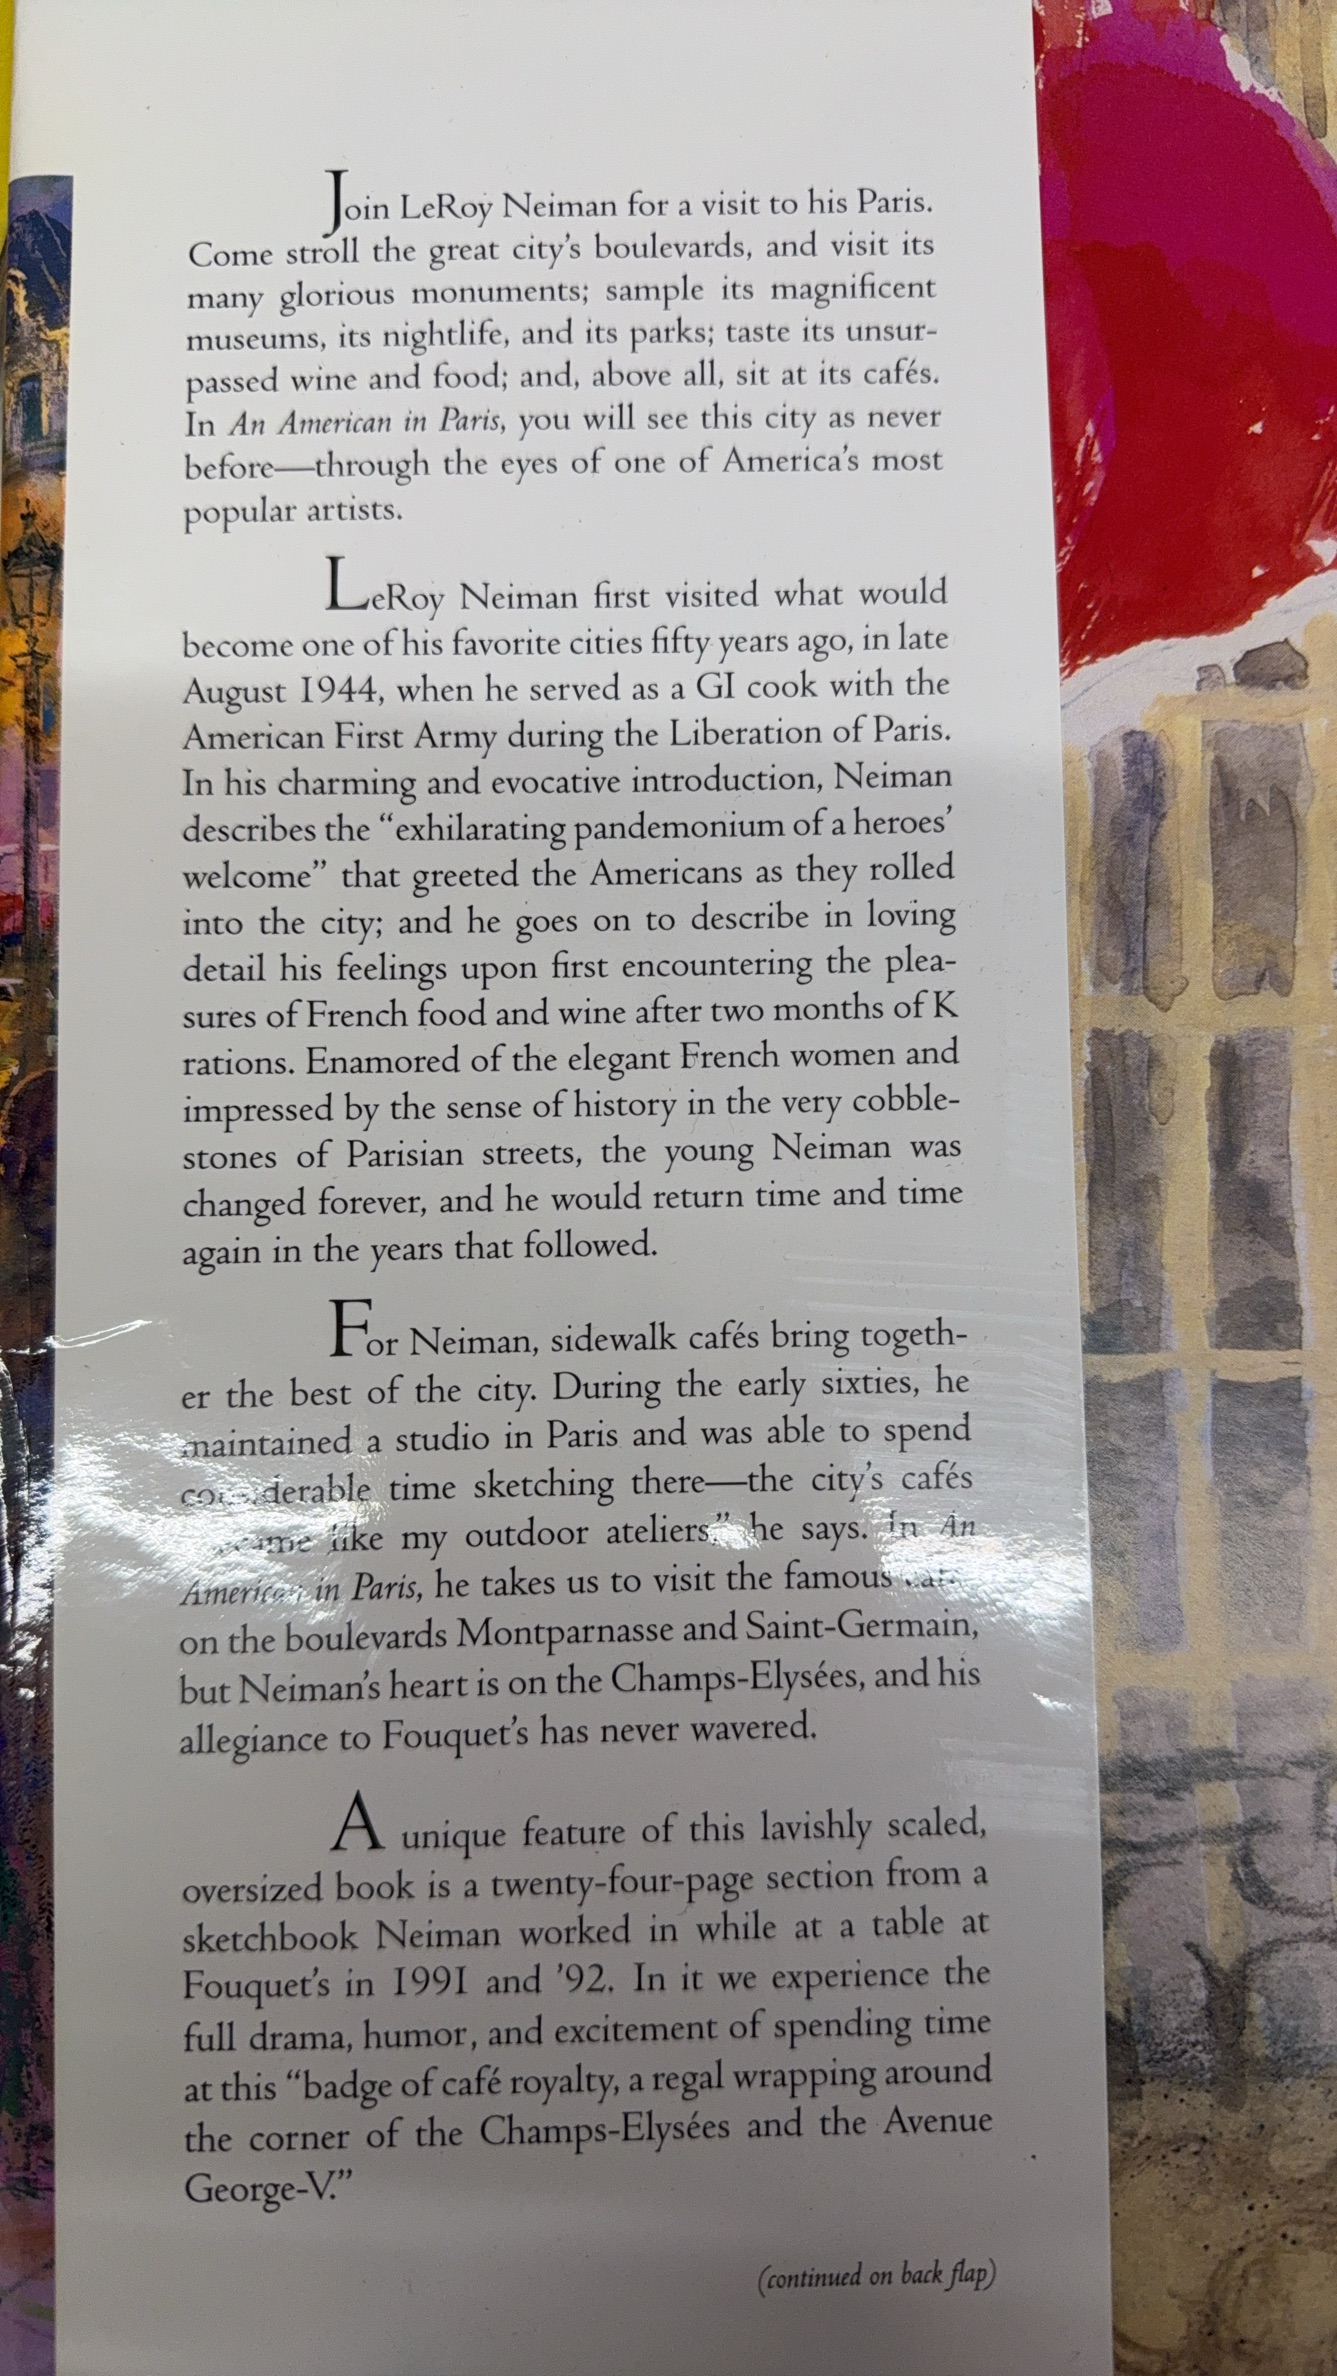 Join LeRoy Neiman for a visit to his Paris.
Come stroll the great city's boulevards, and visit its
many glorious monuments; sample its magnificent
museums, its nightlife, and its parks; taste its unsur-
passed wine and food; and, above all, sit at its cafés.
In An American in Paris, you will see this city as never
before—through the eyes of one of America's most
popular artists.
LeRoy Neiman first visited what would
become one of his favorite cities fifty years ago, in late
August 1944, when he served as a GI cook with the
American First Army during the Liberation of Paris.
In his charming and evocative introduction, Neiman
describes the “exhilarating pandemonium of a heroes’
welcome” that greeted the Americans as they rolled
into the city; and he goes on to describe in loving
detail his feelings upon first encountering the plea-
sures of French food and wine after two months of K
rations. Enamored of the elegant French women and
impressed by the sense of history in the very cobble-
stones of Parisian streets, the young Neiman was
changed forever, and he would return time and time
again in the years that followed.
For Neiman, sidewalk cafés bring togeth-
er the best of the city. During the early sixties, he
maintained a studio in Paris and was able to spend
considerable time sketching there—the city's cafés
like my outdoor ateliers,” he says. In An
American in Paris, he takes us to visit the famous
on the boulevards Montparnasse and Saint-Germain,
but Neiman's heart is on the Champs-Elysées, and his
allegiance to Fouquet's has never wavered.
A unique feature of this lavishly scaled,
oversized book is a twenty-four-page section from a
sketchbook Neiman worked in while at a table at
Fouquet's in 1991 and ’92. In it we experience the
full drama, humor, and excitement of spending time
at this “badge of café royalty, a regal wrapping around
the corner of the Champs-Elysées and the Avenue
George-V.”
(continued on back flap)